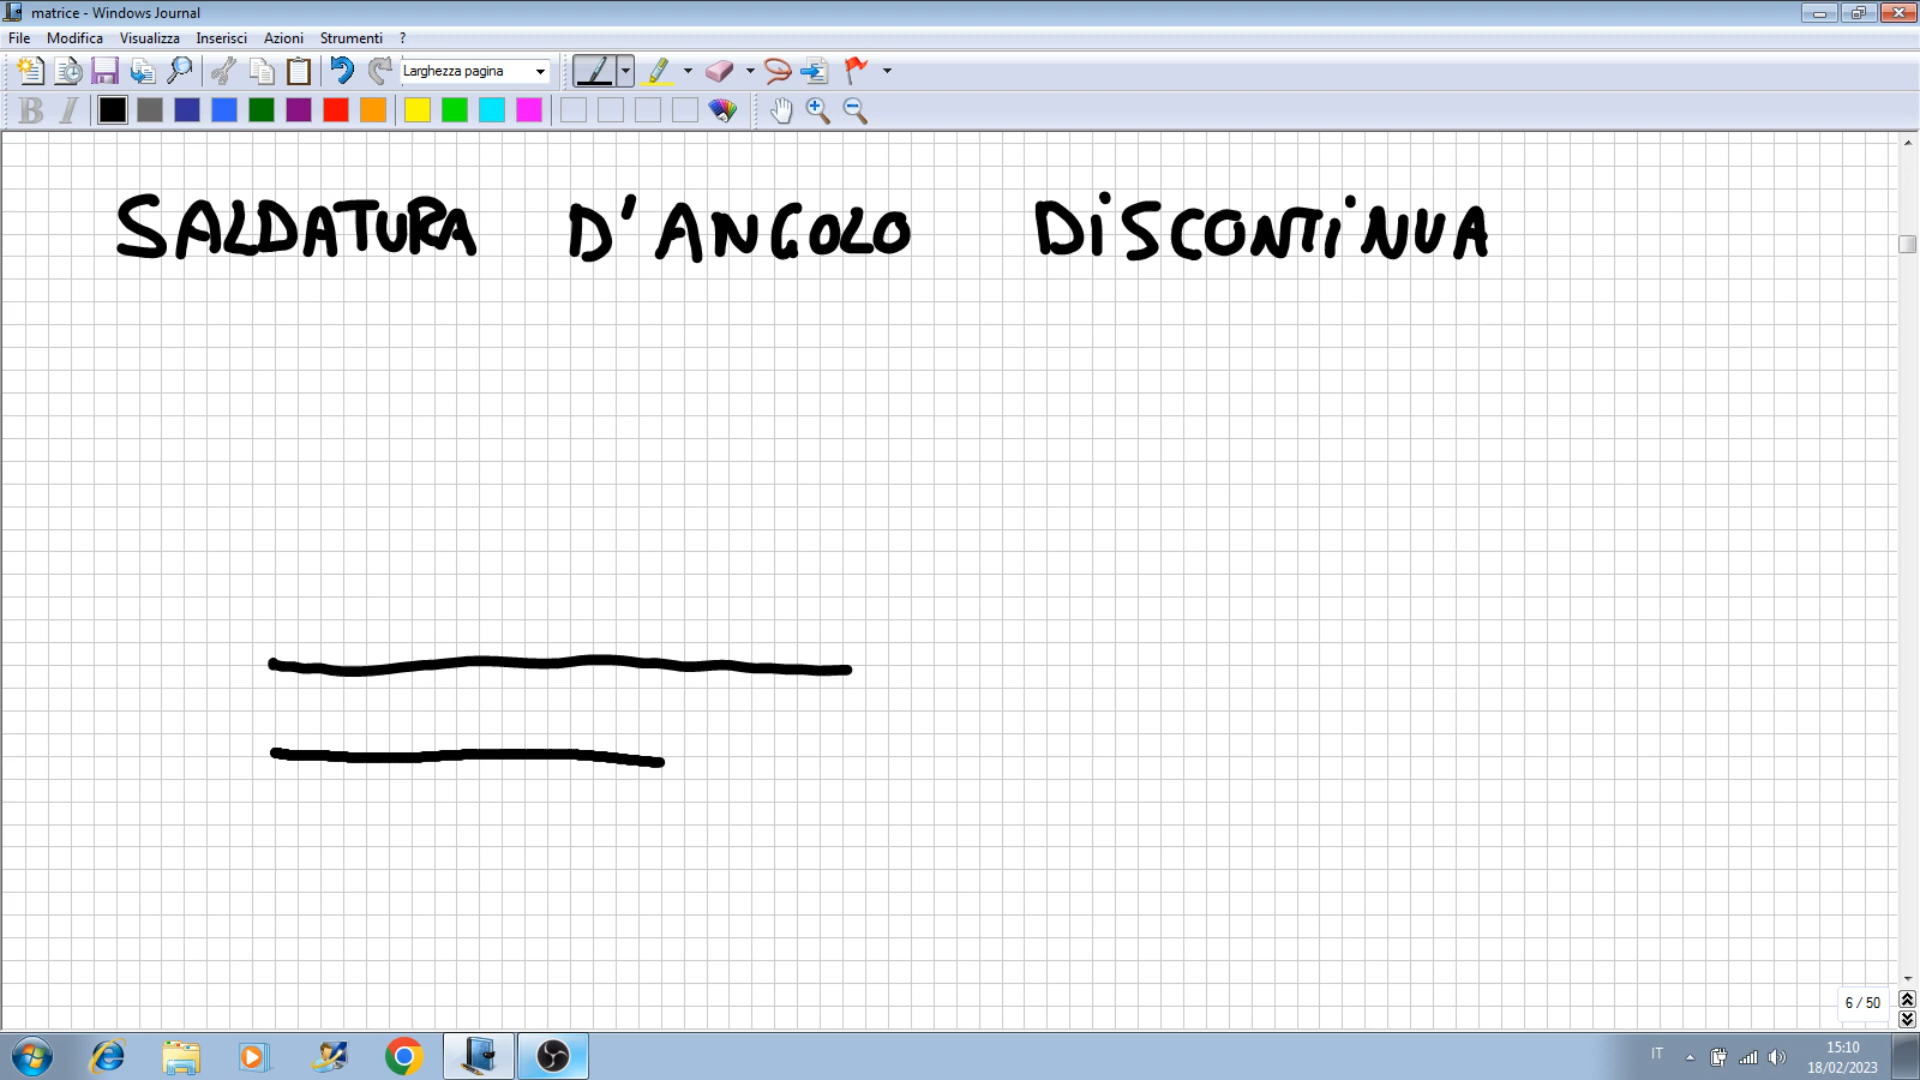 matrice - Windows Journal
File Modifica Visualizza Inserisci Azioni Strumenti ?
Larghezza pagina
B I
SALDATURA D'ANGOLO DISCONTINUA
6 / 50
IT
15:10
18/02/2023